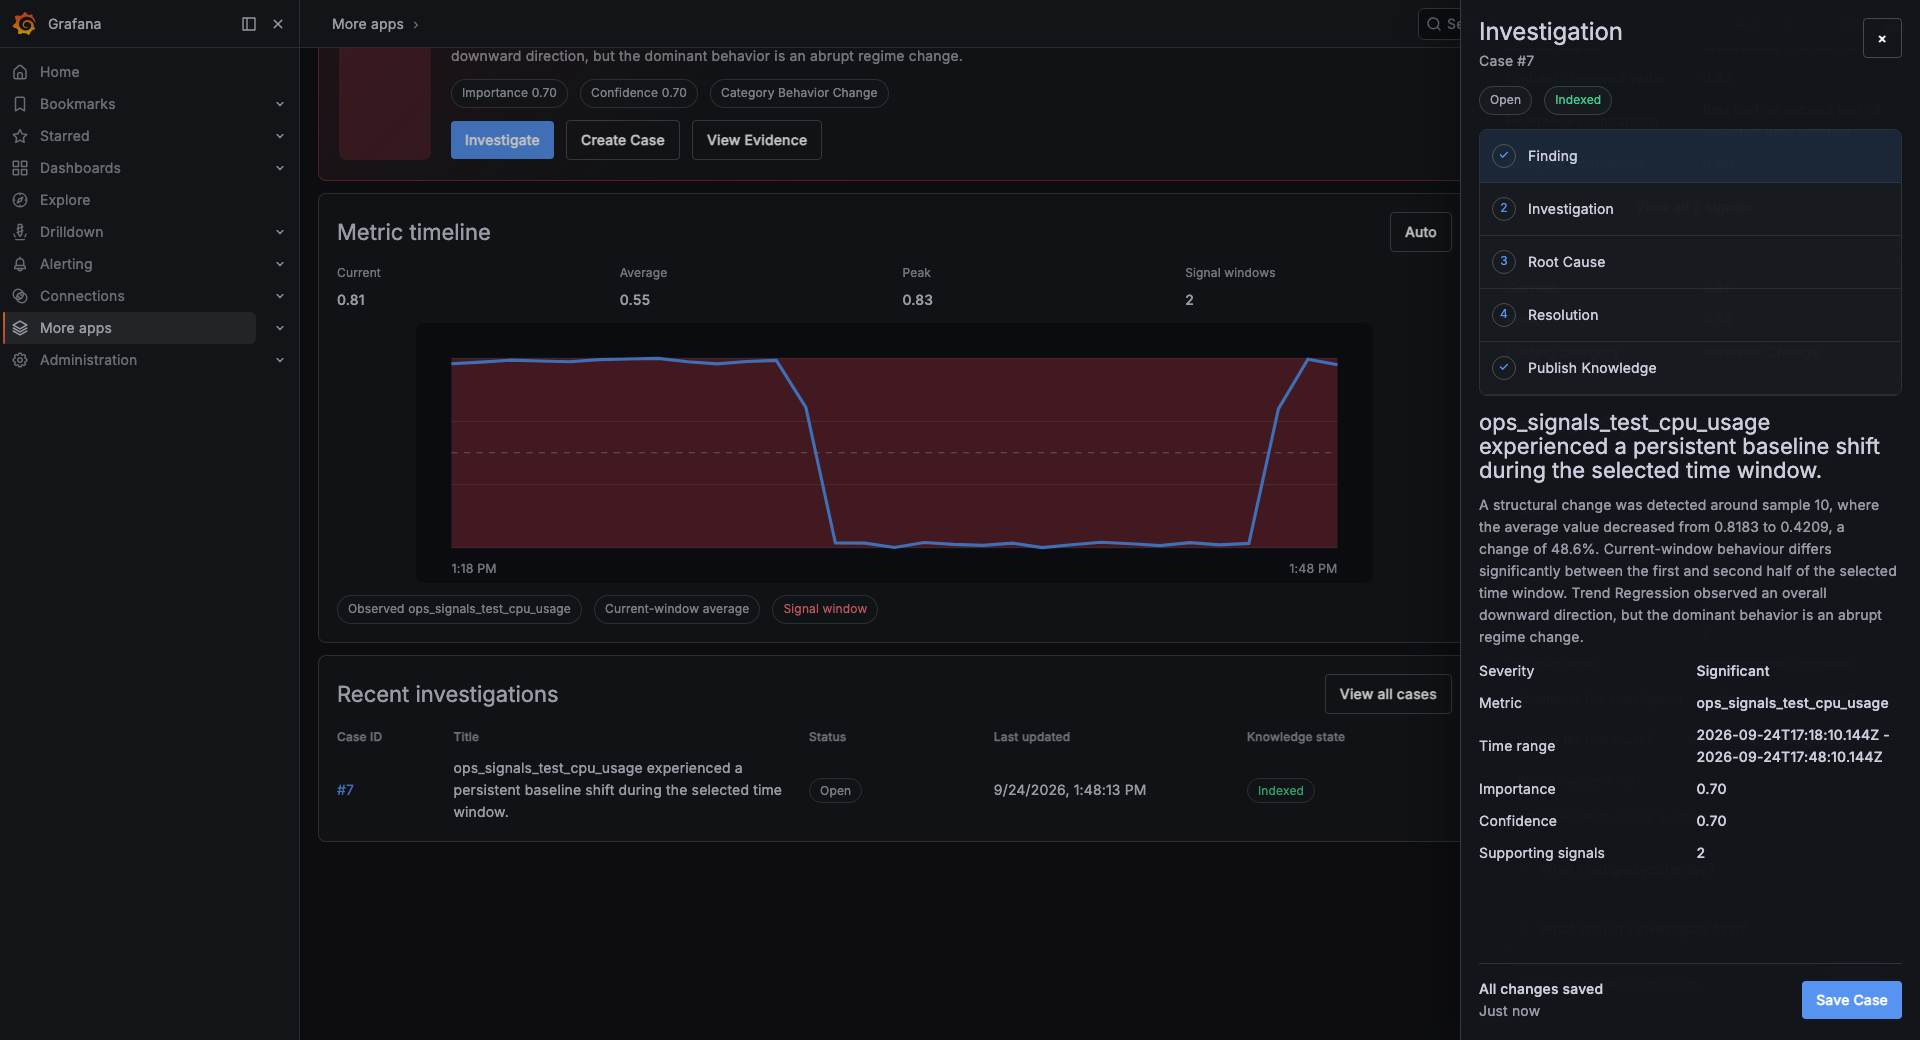 Grafana
Home
Bookmarks
Starred
Dashboards
Explore
Drilldown
Alerting
Connections
More apps
Administration
More apps
Se
downward direction, but the dominant behavior is an abrupt regime change.
Importance 0.70
Confidence 0.70
Category Behavior Change
Investigate
Create Case
View Evidence
Metric timeline
Auto
Current
Average
Peak
Signal windows
0.81
0.55
0.83
2
1:18 PM
1:48 PM
Observed ops_signals_test_cpu_usage
Current-window average
Signal window
Recent investigations
View all cases
Case ID
Title
Status
Last updated
Knowledge state
#7
ops_signals_test_cpu_usage experienced a
persistent baseline shift during the selected time
window.
Open
9/24/2026, 1:48:13 PM
Indexed
Investigation
×
Case #7
Open
Indexed
Finding
2 Investigation
3 Root Cause
4 Resolution
Publish Knowledge
ops_signals_test_cpu_usage
experienced a persistent baseline shift
during the selected time window.
A structural change was detected around sample 10, where
the average value decreased from 0.8183 to 0.4209, a
change of 48.6%. Current-window behaviour differs
significantly between the first and second half of the selected
time window. Trend Regression observed an overall
downward direction, but the dominant behavior is an abrupt
regime change.
Severity Significant
Metric ops_signals_test_cpu_usage
Time range 2026-09-24T17:18:10.144Z -
2026-09-24T17:48:10.144Z
Importance 0.70
Confidence 0.70
Supporting signals 2
All changes saved
Just now
Save Case